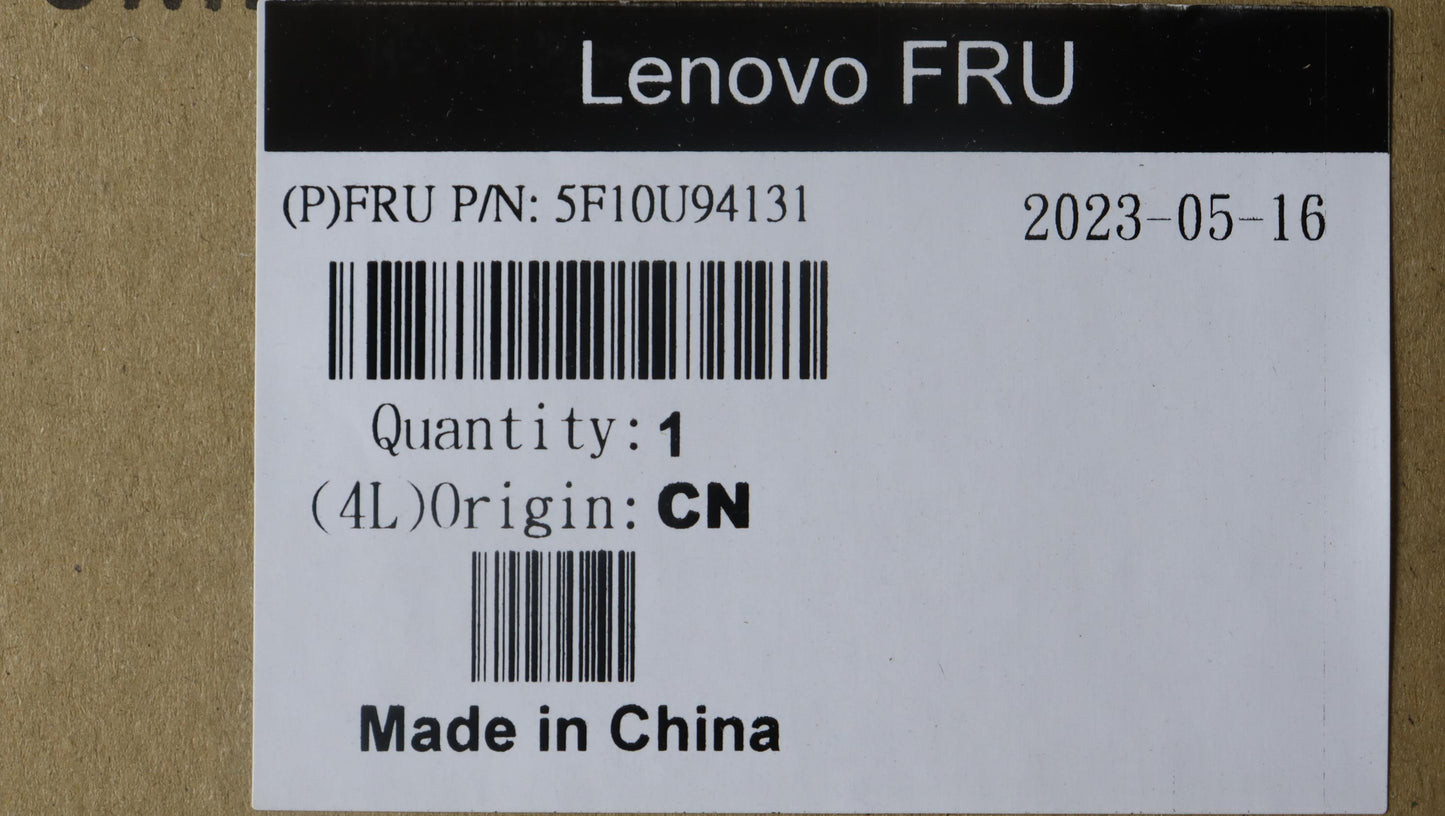 Lenovo FRU
(P)FRU P/N: 5F10U94131
2023-05-16
Quantity:1
(4L)Origin:CN
Made in China